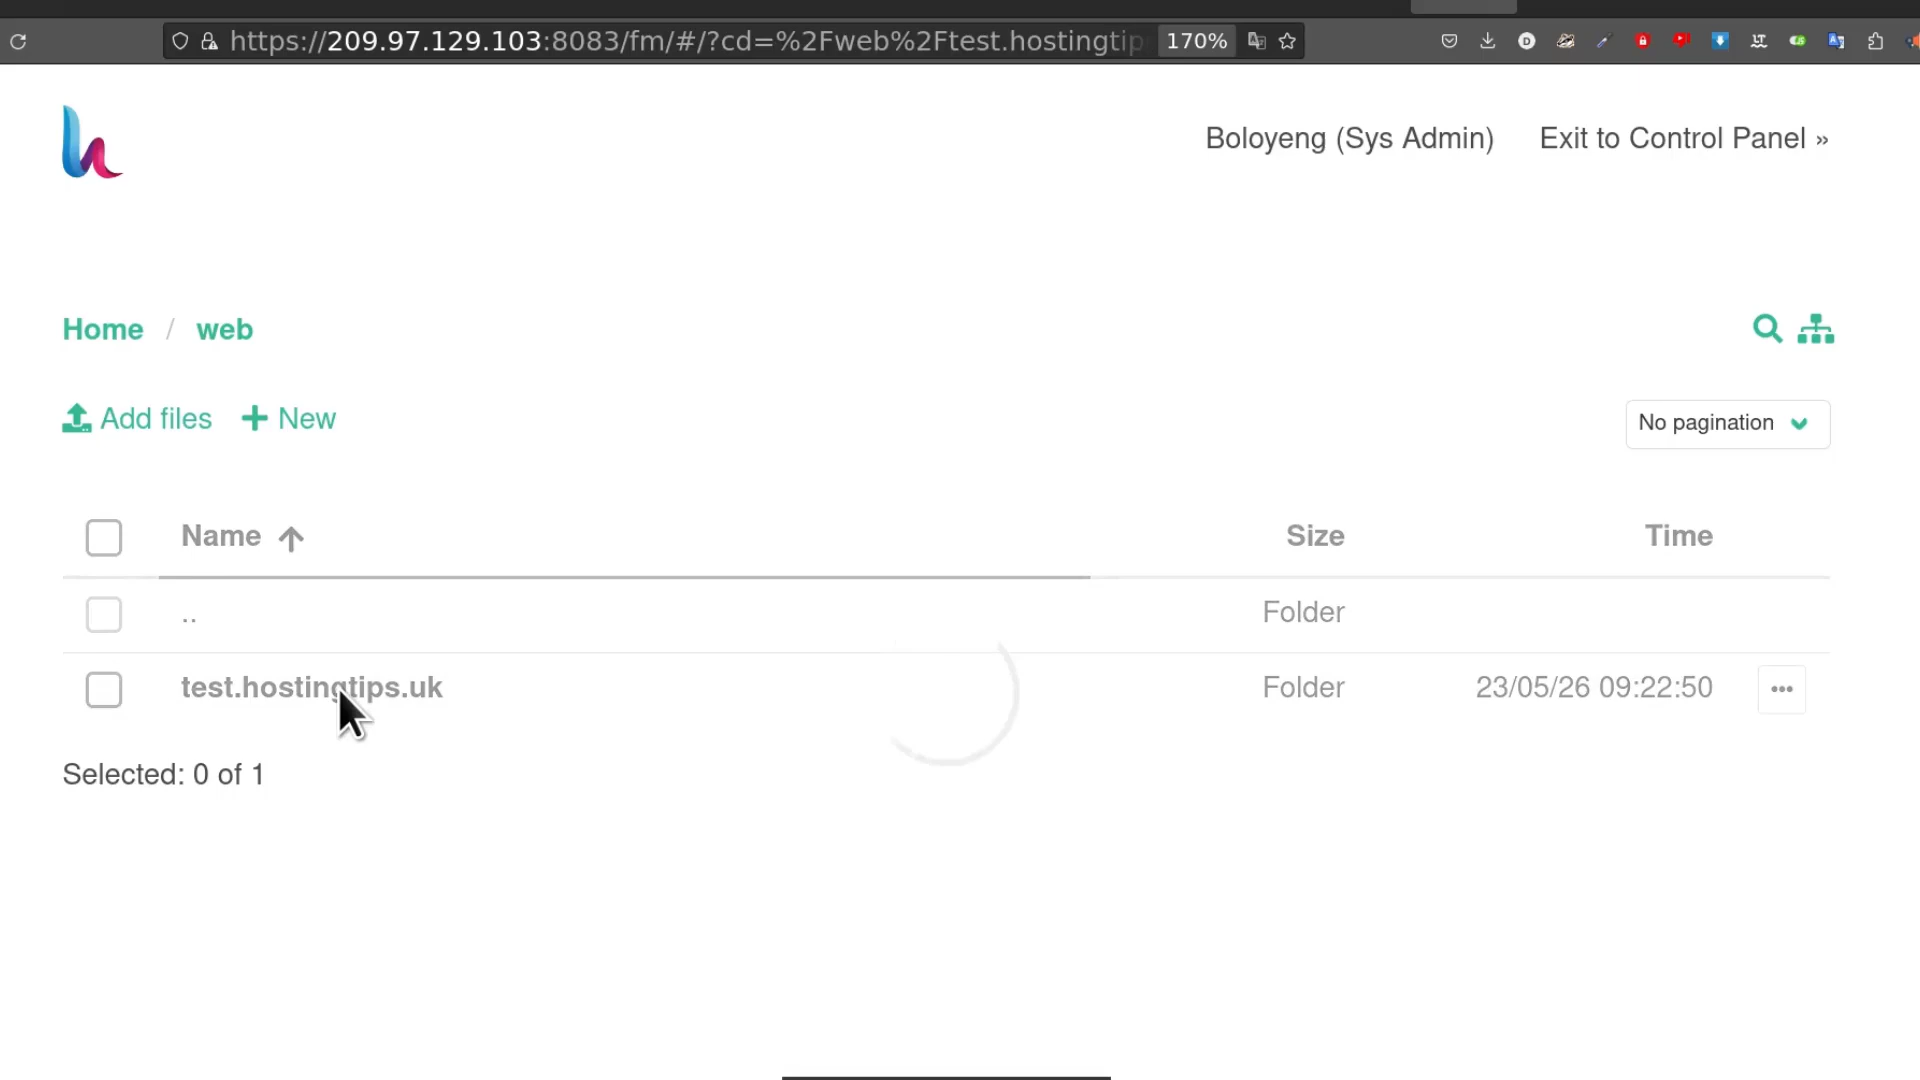 https://209.97.129.103:8083/fm/#/?cd=%2Fweb%2Ftest.hostingtip 170%
Boloyeng (Sys Admin) Exit to Control Panel »
Home / web
Add files New
No pagination
Name Size Time
.. Folder
test.hostingtips.uk Folder 23/05/26 09:22:50
Selected: 0 of 1